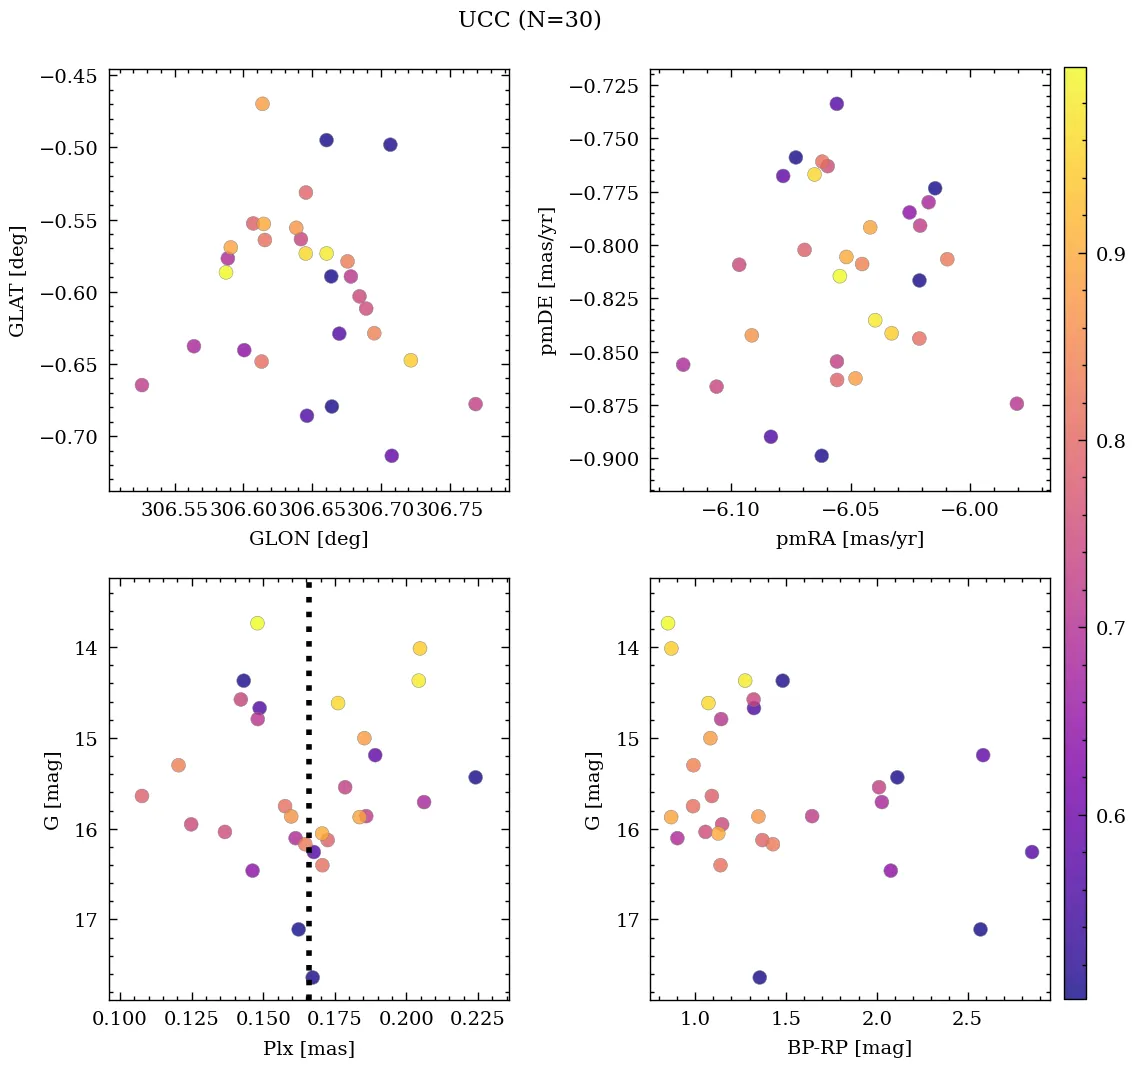 UCC (N=30)
−0.45
−0.50
−0.55
−0.60
−0.65
−0.70
GLAT [deg]
306.55 306.60 306.65 306.70 306.75
GLON [deg]
−0.725
−0.750
−0.775
−0.800
−0.825
−0.850
−0.875
−0.900
pmDE [mas/yr]
−6.10 −6.05 −6.00
pmRA [mas/yr]
14
15
16
17
G [mag]
0.100 0.125 0.150 0.175 0.200 0.225
Plx [mas]
14
15
16
17
G [mag]
1.0 1.5 2.0 2.5
BP-RP [mag]
0.9
0.8
0.7
0.6